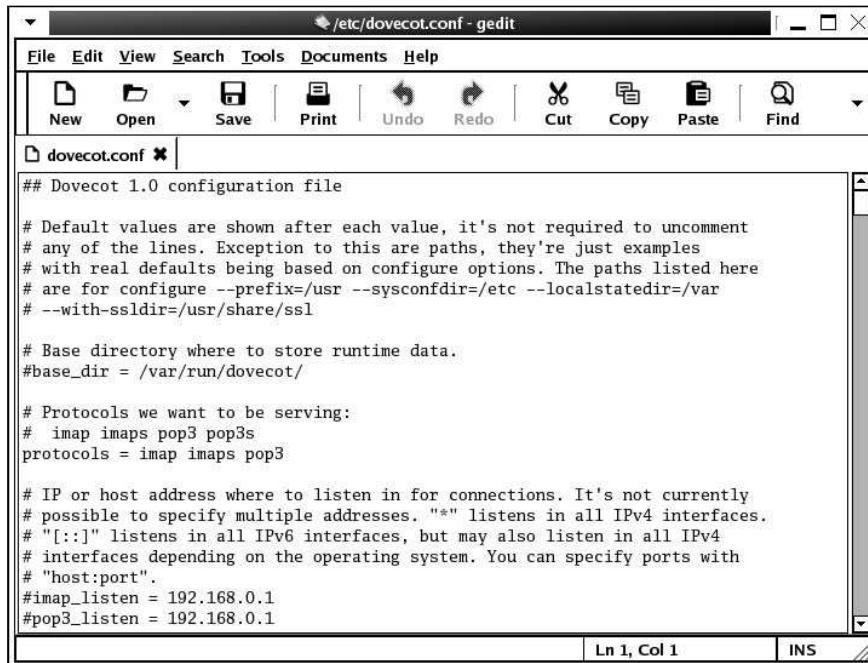 /etc/dovecot.conf - gedit
File Edit View Search Tools Documents Help
New Open Save Print Undo Redo Cut Copy Paste Find
dovecot.conf
## Dovecot 1.0 configuration file
# Default values are shown after each value, it's not required to uncomment
# any of the lines. Exception to this are paths, they're just examples
# with real defaults being based on configure options. The paths listed here
# are for configure --prefix=/usr --sysconfdir=/etc --localstatedir=/var
# --with-ssldir=/usr/share/ssl
# Base directory where to store runtime data.
#base_dir = /var/run/dovecot/
# Protocols we want to be serving:
#  imap imaps pop3 pop3s
protocols = imap imaps pop3
# IP or host address where to listen in for connections. It's not currently
# possible to specify multiple addresses. "*" listens in all IPv4 interfaces.
# "[::]" listens in all IPv6 interfaces, but may also listen in all IPv4
# interfaces depending on the operating system. You can specify ports with
# "host:port".
#imap_listen = 192.168.0.1
#pop3_listen = 192.168.0.1
Ln 1, Col 1 INS